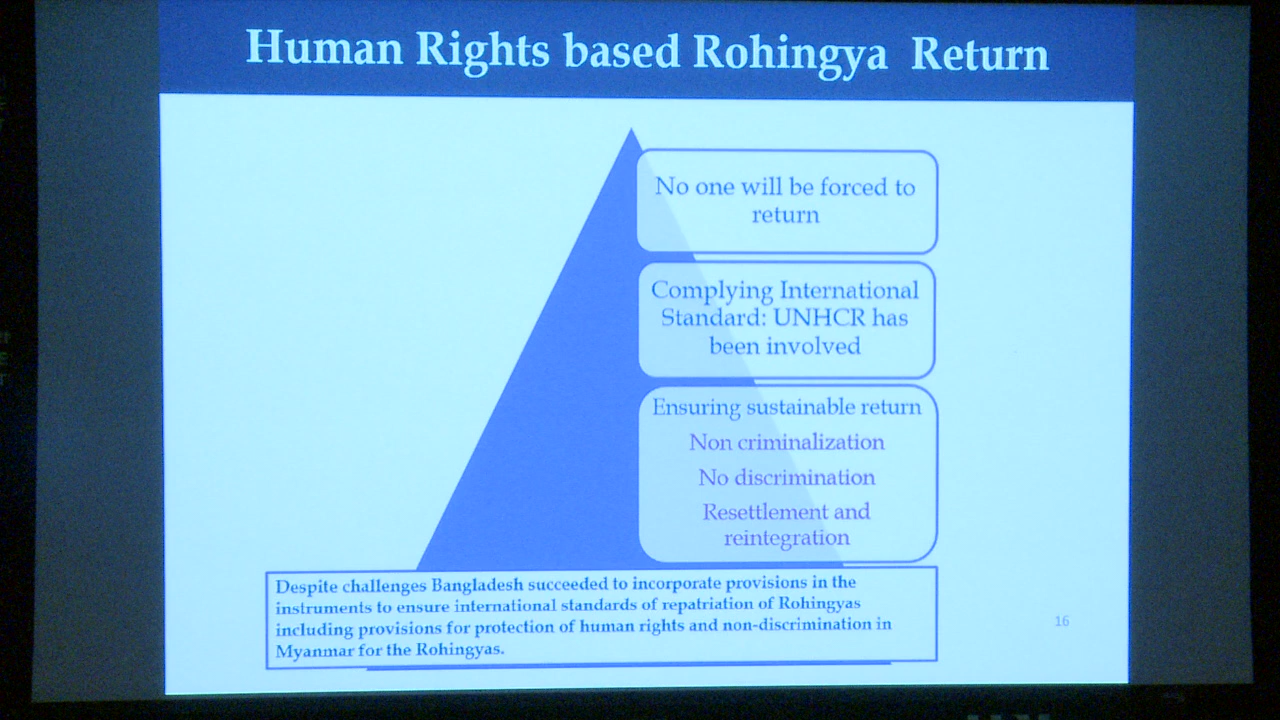 Human Rights based Rohingya Return
No one will be forced to
return
Complying International
Standard: UNHCR has
been involved
Ensuring sustainable return
Non criminalization
No discrimination
Resettlement and
reintegration
Despite challenges Bangladesh succeeded to incorporate provisions in the
instruments to ensure international standards of repatriation of Rohingyas
including provisions for protection of human rights and non-discrimination in
Myanmar for the Rohingyas.
16